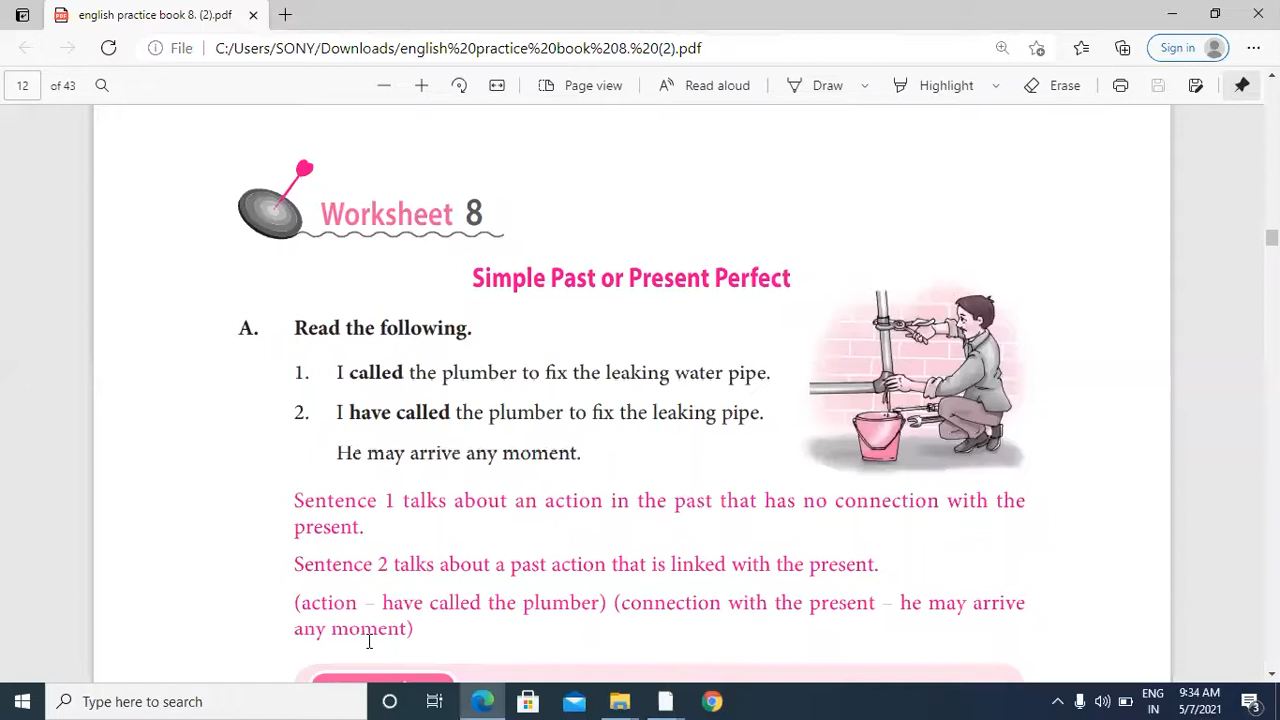 english practice book 8. (2).pdf
File C:/Users/SONY/Downloads/english%20practice%20book%208.%20(2).pdf Sign in
12 of 43 Page view Read aloud Draw Highlight Erase
Worksheet 8
Simple Past or Present Perfect
A. Read the following.
1. I called the plumber to fix the leaking water pipe.
2. I have called the plumber to fix the leaking pipe.
He may arrive any moment.
Sentence 1 talks about an action in the past that has no connection with the
present.
Sentence 2 talks about a past action that is linked with the present.
(action – have called the plumber) (connection with the present – he may arrive
any moment)
Type here to search
ENG
IN
9:34 AM
5/7/2021
3